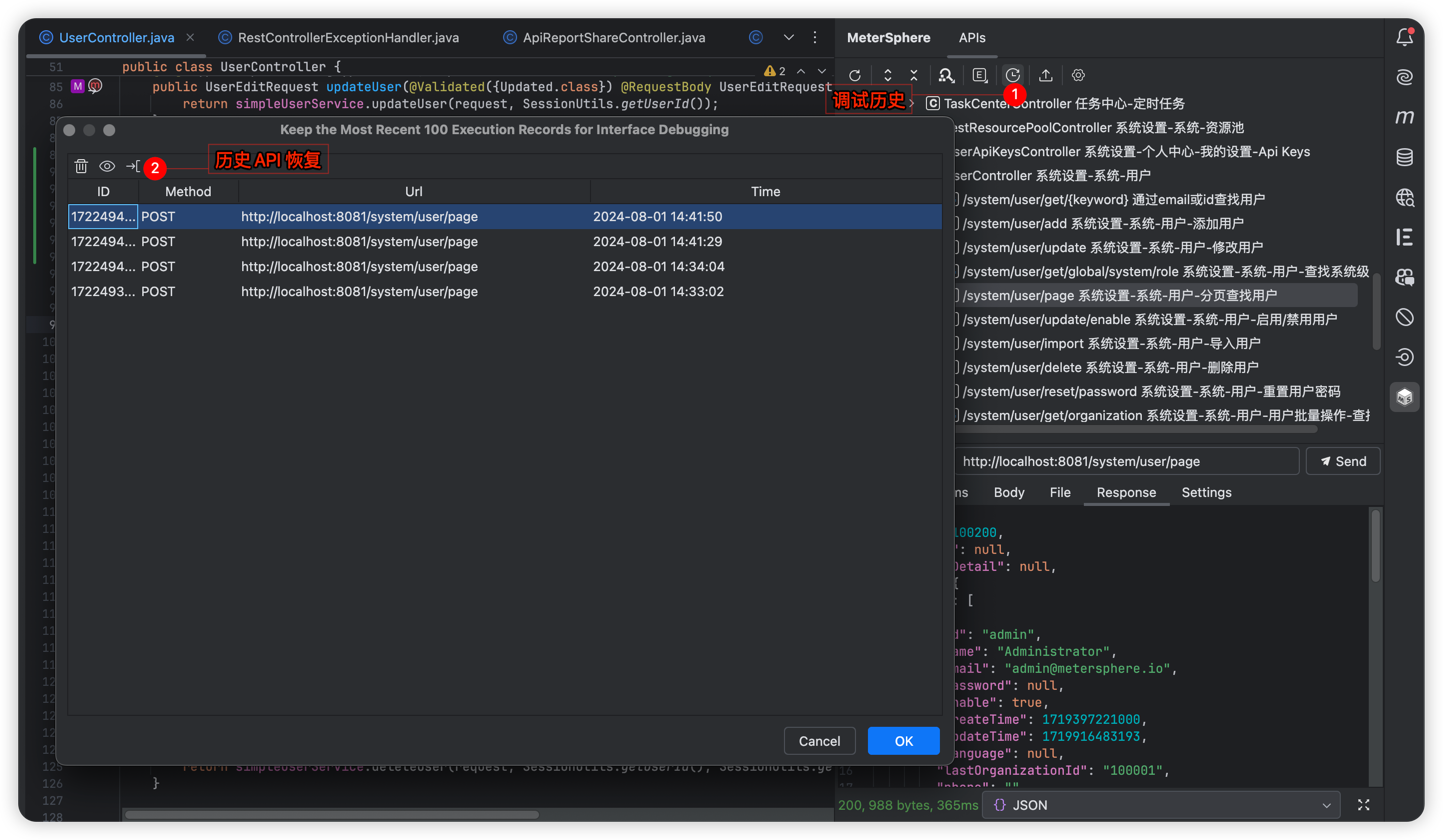 UserController.java
RestControllerExceptionHandler.java
ApiReportShareController.java
MeterSphere
APIs
51 public class UserController {
2
85 public UserEditRequest updateUser(@Validated({Updated.class}) @RequestBody UserEditRequest
86 return simpleUserService.updateUser(request, SessionUtils.getUserId());
调试历史
1
Keep the Most Recent 100 Execution Records for Interface Debugging
2
历史 API 恢复
ID Method Url Time
1722494... POST http://localhost:8081/system/user/page 2024-08-01 14:41:50
1722494... POST http://localhost:8081/system/user/page 2024-08-01 14:41:29
1722494... POST http://localhost:8081/system/user/page 2024-08-01 14:34:04
1722493... POST http://localhost:8081/system/user/page 2024-08-01 14:33:02
Cancel
OK
126 }
127
128
TaskCenterController 任务中心-定时任务
estResourcePoolController 系统设置-系统-资源池
serApiKeysController 系统设置-个人中心-我的设置-Api Keys
serController 系统设置-系统-用户
/system/user/get/{keyword} 通过email或id查找用户
/system/user/add 系统设置-系统-用户-添加用户
/system/user/update 系统设置-系统-用户-修改用户
/system/user/get/global/system/role 系统设置-系统-用户-查找系统级
/system/user/page 系统设置-系统-用户-分页查找用户
/system/user/update/enable 系统设置-系统-用户-启用/禁用用户
/system/user/import 系统设置-系统-用户-导入用户
/system/user/delete 系统设置-系统-用户-删除用户
/system/user/reset/password 系统设置-系统-用户-重置用户密码
/system/user/get/organization 系统设置-系统-用户-用户批量操作-查找
http://localhost:8081/system/user/page
Send
ms Body File Response Settings
100200,
": null,
Detail": null,
{
: [
d": "admin",
ame": "Administrator",
mail": "admin@metersphere.io",
assword": null,
nable": true,
reateTime": 1719397221000,
pdateTime": 1719916483193,
anguage": null,
16 "lastOrganizationId": "100001",
200, 988 bytes, 365ms
{} JSON